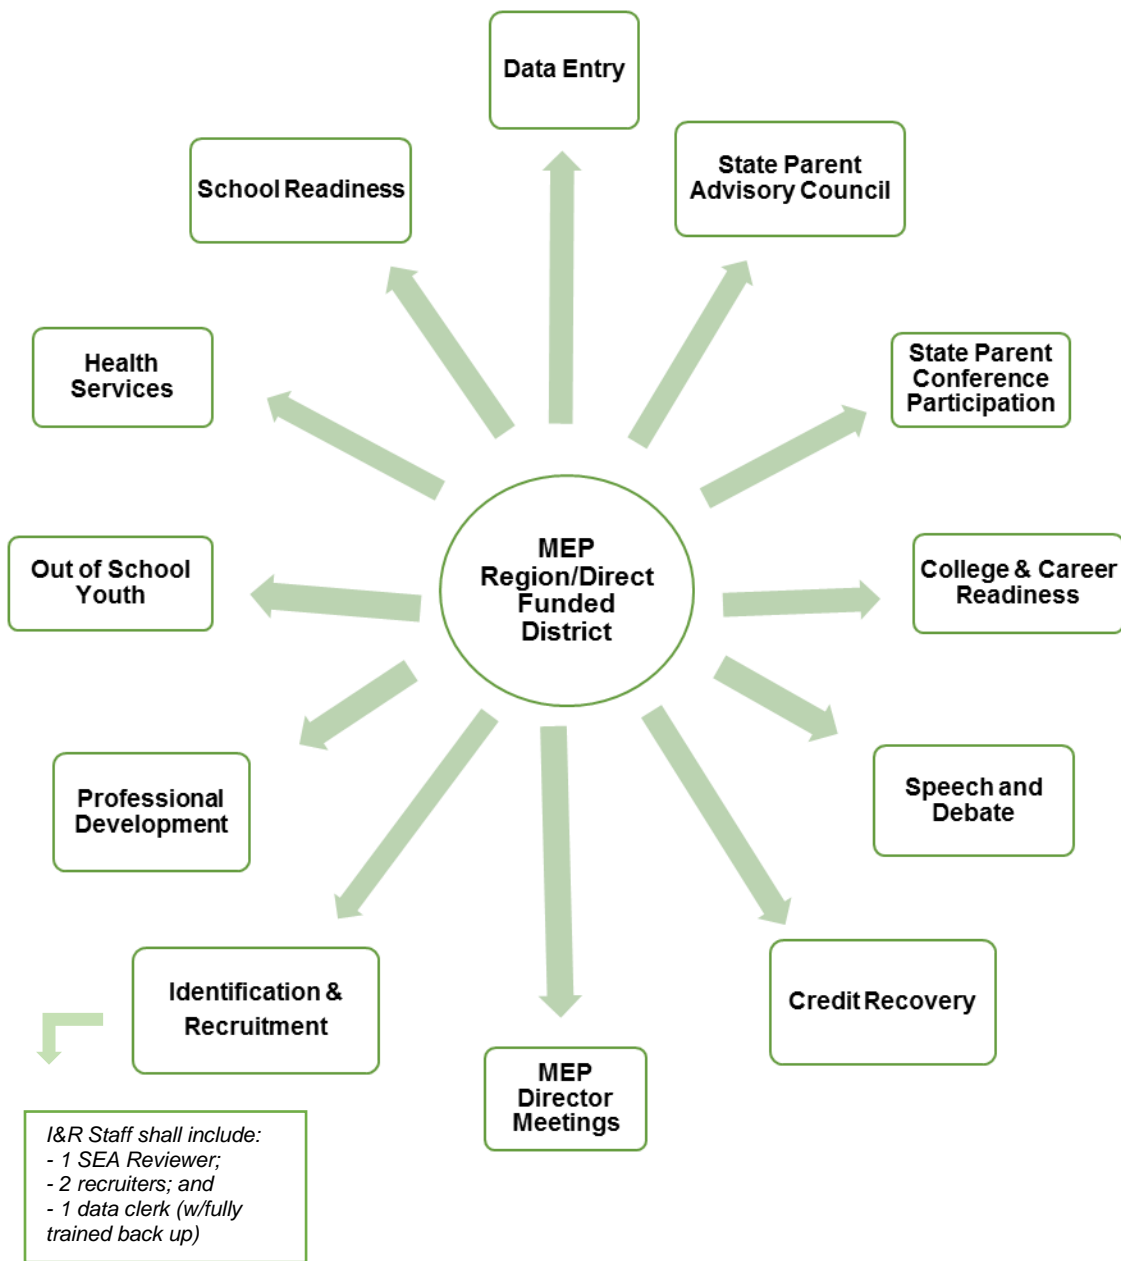 Data Entry
State Parent
Advisory Council
School Readiness
State Parent
Conference
Participation
Health
Services
MEP
Region/Direct
Funded
District
College & Career
Readiness
Out of School
Youth
Speech and
Debate
Professional
Development
Credit Recovery
Identification &
Recruitment
MEP
Director
Meetings
I&R Staff shall include:
- 1 SEA Reviewer;
- 2 recruiters; and
- 1 data clerk (w/fully
trained back up)